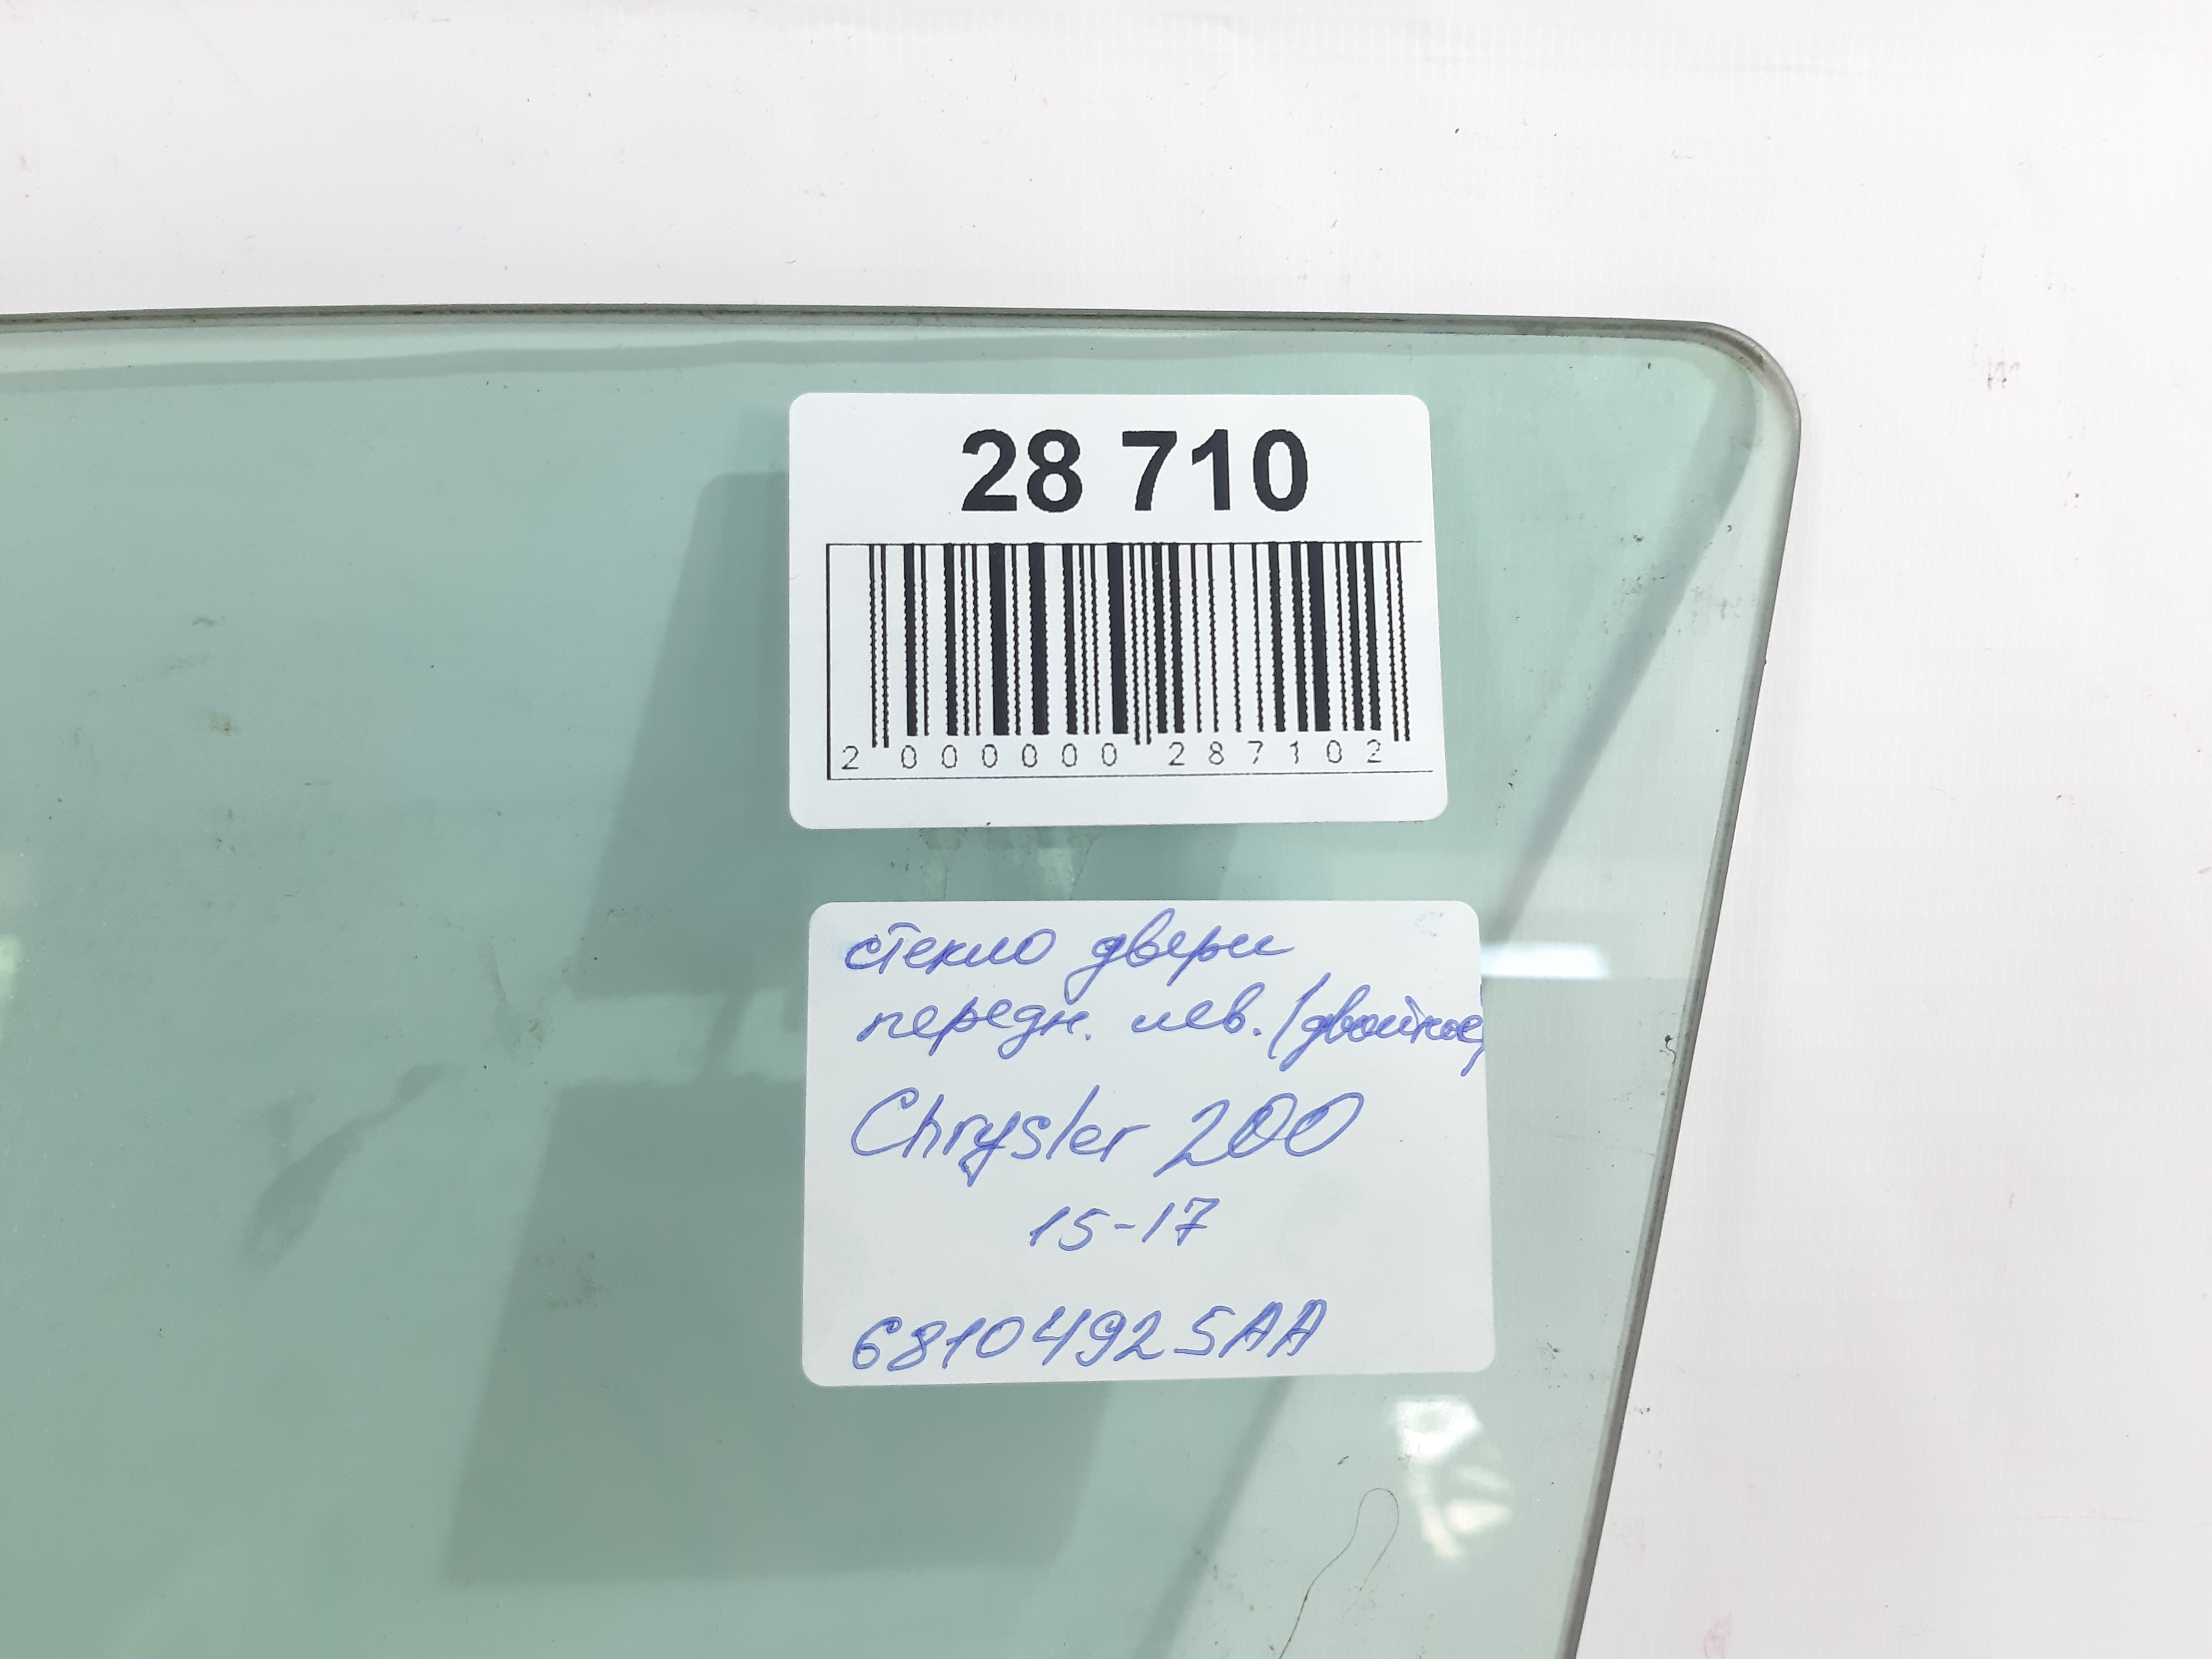 28 710
2 000000 287102
стекло двери
передн. лев. (двойное)
Chrysler 200
15-17
68104925AA